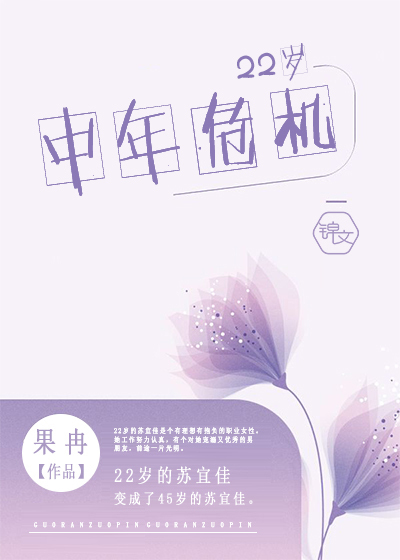 22岁
中年危机
锦文
果冉
【作品】
22岁的苏宜佳是个有理想有抱负的职业女性。
她工作努力认真，有个对她宠溺又优秀的男
朋友，前途一片光明。
22岁的苏宜佳
变成了45岁的苏宜佳。
GUORANZUOPIN GUORANZUOPIN